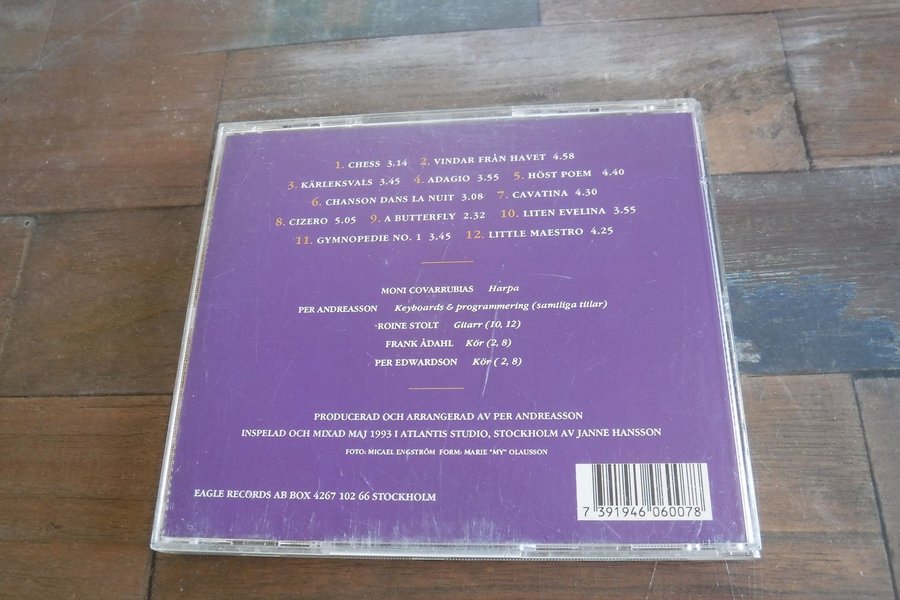 1. CHESS 3.14 2. VINDAR FRÅN HAVET 4.58
3. KÄRLEKSVALS 3.45 4. ADAGIO 3.55 5. HÖST POEM 4.40
6. CHANSON DANS LA NUIT 3.08 7. CAVATINA 4.30
8. CIZERO 5.05 9. A BUTTERFLY 2.32 10. LITEN EVELINA 3.55
11. GYMNOPEDIE NO. 1 3.45 12. LITTLE MAESTRO 4.25
MONI COVARRUBIAS Harpa
PER ANDREASSON Keyboards & programmering (samtliga titlar)
ROINE STOLT Gitarr (10, 12)
FRANK ÅDAHL Kör (2, 8)
PER EDWARDSON Kör ( 2, 8)
PRODUCERAD OCH ARRANGERAD AV PER ANDREASSON
INSPELAD OCH MIXAD MAJ 1993 I ATLANTIS STUDIO, STOCKHOLM AV JANNE HANSSON
FOTO: MICAEL ENGSTRÖM FORM: MARIE "MY" OLAUSSON
EAGLE RECORDS AB BOX 4267 102 66 STOCKHOLM
7 391946 060078